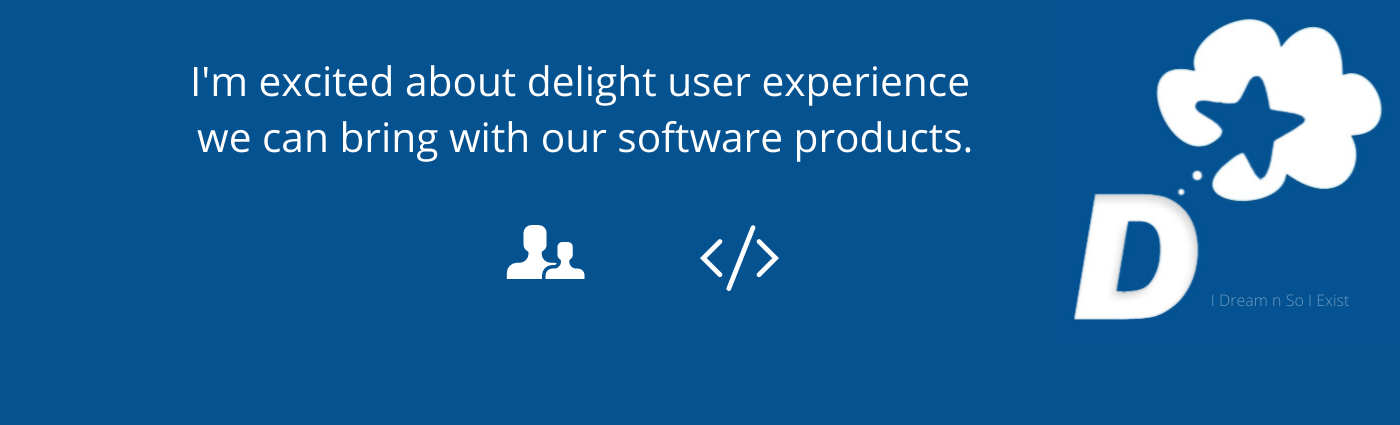 I'm excited about delight user experience
we can bring with our software products.
</>
D
I Dream n So I Exist